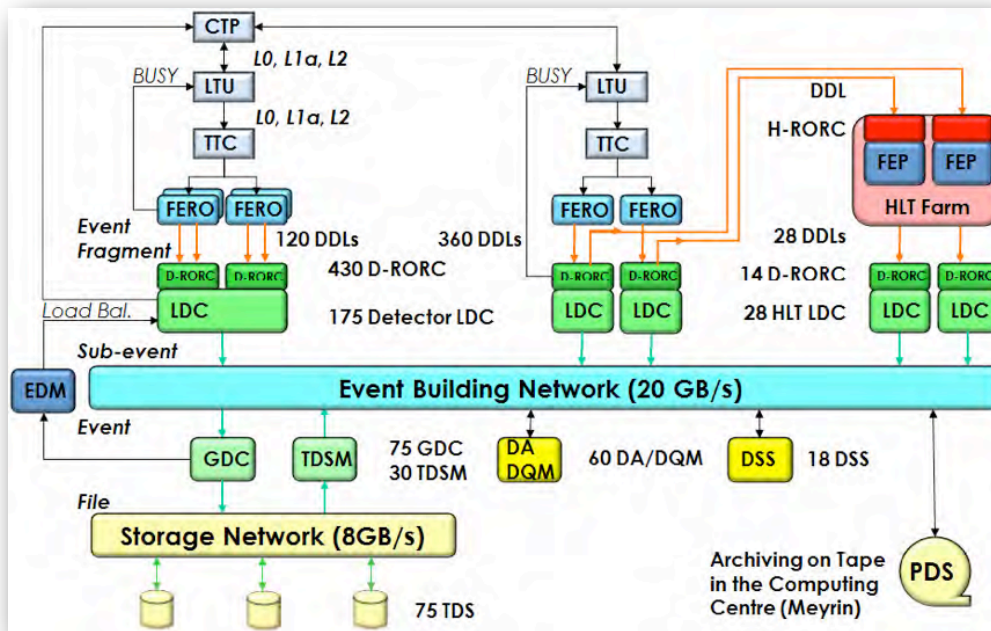 CTP
L0, L1a, L2
BUSY
LTU
BUSY
LTU
DDL
L0, L1a, L2
H-RORC
TTC
TTC
FEP
FEP
FERO
FERO
FERO
FERO
HLT Farm
Event
Fragment
120 DDLs
360 DDLs
28 DDLs
D-RORC
D-RORC
430 D-RORC
D-RORC
D-RORC
14 D-RORC
D-RORC
D-RORC
Load Bal.
LDC
175 Detector LDC
LDC
LDC
28 HLT LDC
LDC
LDC
Sub-event
EDM
Event Building Network (20 GB/s)
Event
GDC
TDSM
75 GDC
30 TDSM
DA
DQM
60 DA/DQM
DSS
18 DSS
File
Storage Network (8GB/s)
Archiving on Tape
in the Computing
Centre (Meyrin)
PDS
75 TDS